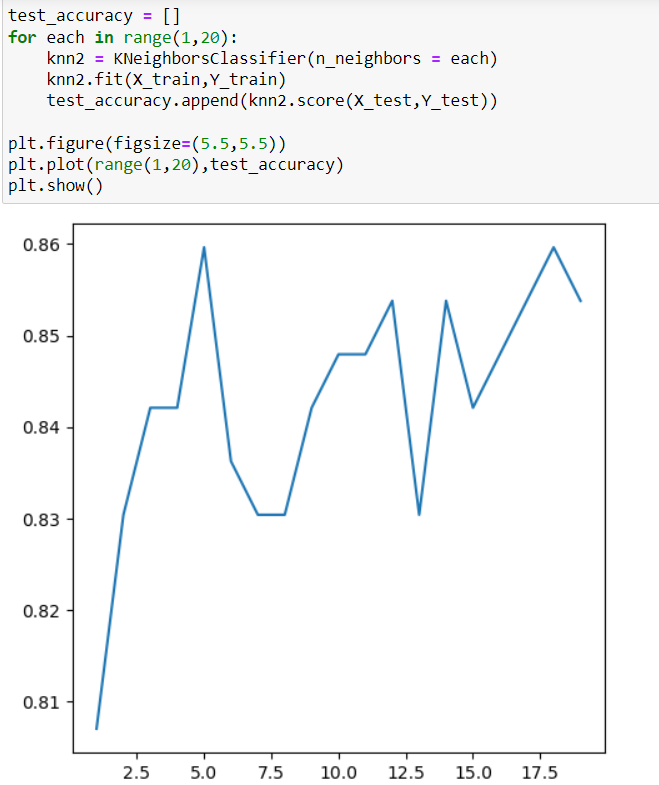 test_accuracy = []
for each in range(1,20):
    knn2 = KNeighborsClassifier(n_neighbors = each)
    knn2.fit(X_train,Y_train)
    test_accuracy.append(knn2.score(X_test,Y_test))

plt.figure(figsize=(5.5,5.5))
plt.plot(range(1,20),test_accuracy)
plt.show()
0.86
0.85
0.84
0.83
0.82
0.81
2.5 5.0 7.5 10.0 12.5 15.0 17.5